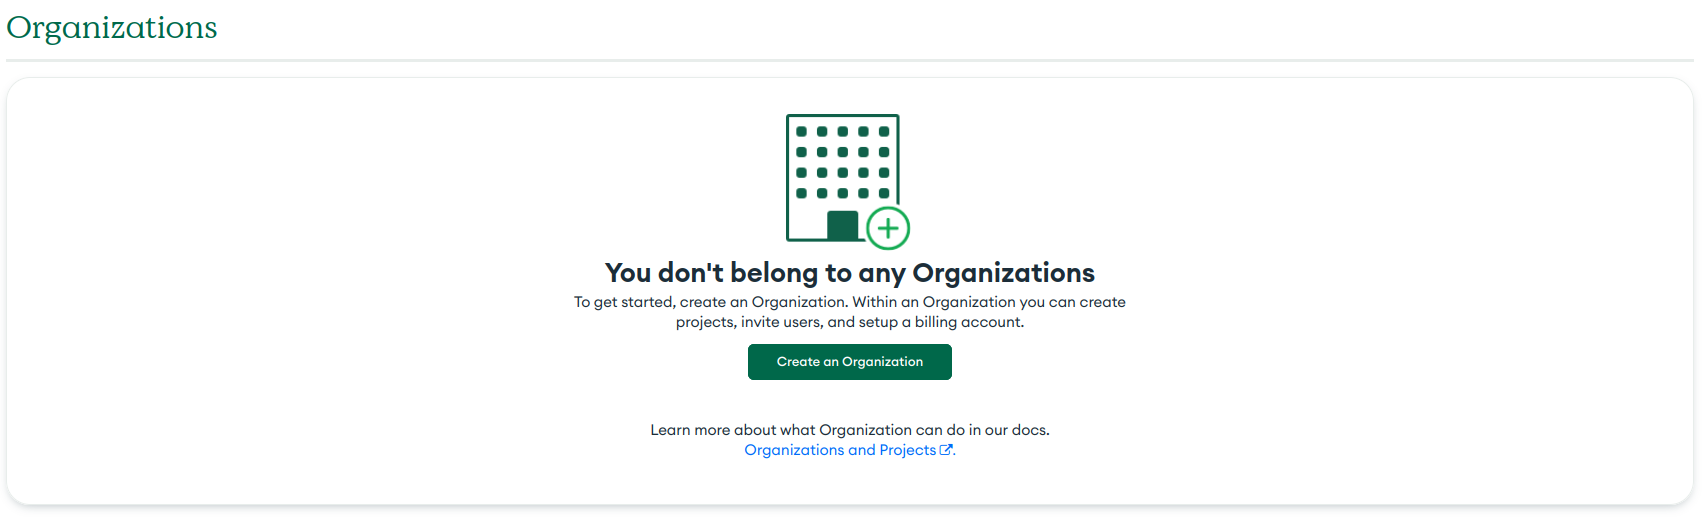 Organizations
You don't belong to any Organizations
To get started, create an Organization. Within an Organization you can create
projects, invite users, and setup a billing account.
Create an Organization
Learn more about what Organization can do in our docs.
Organizations and Projects.